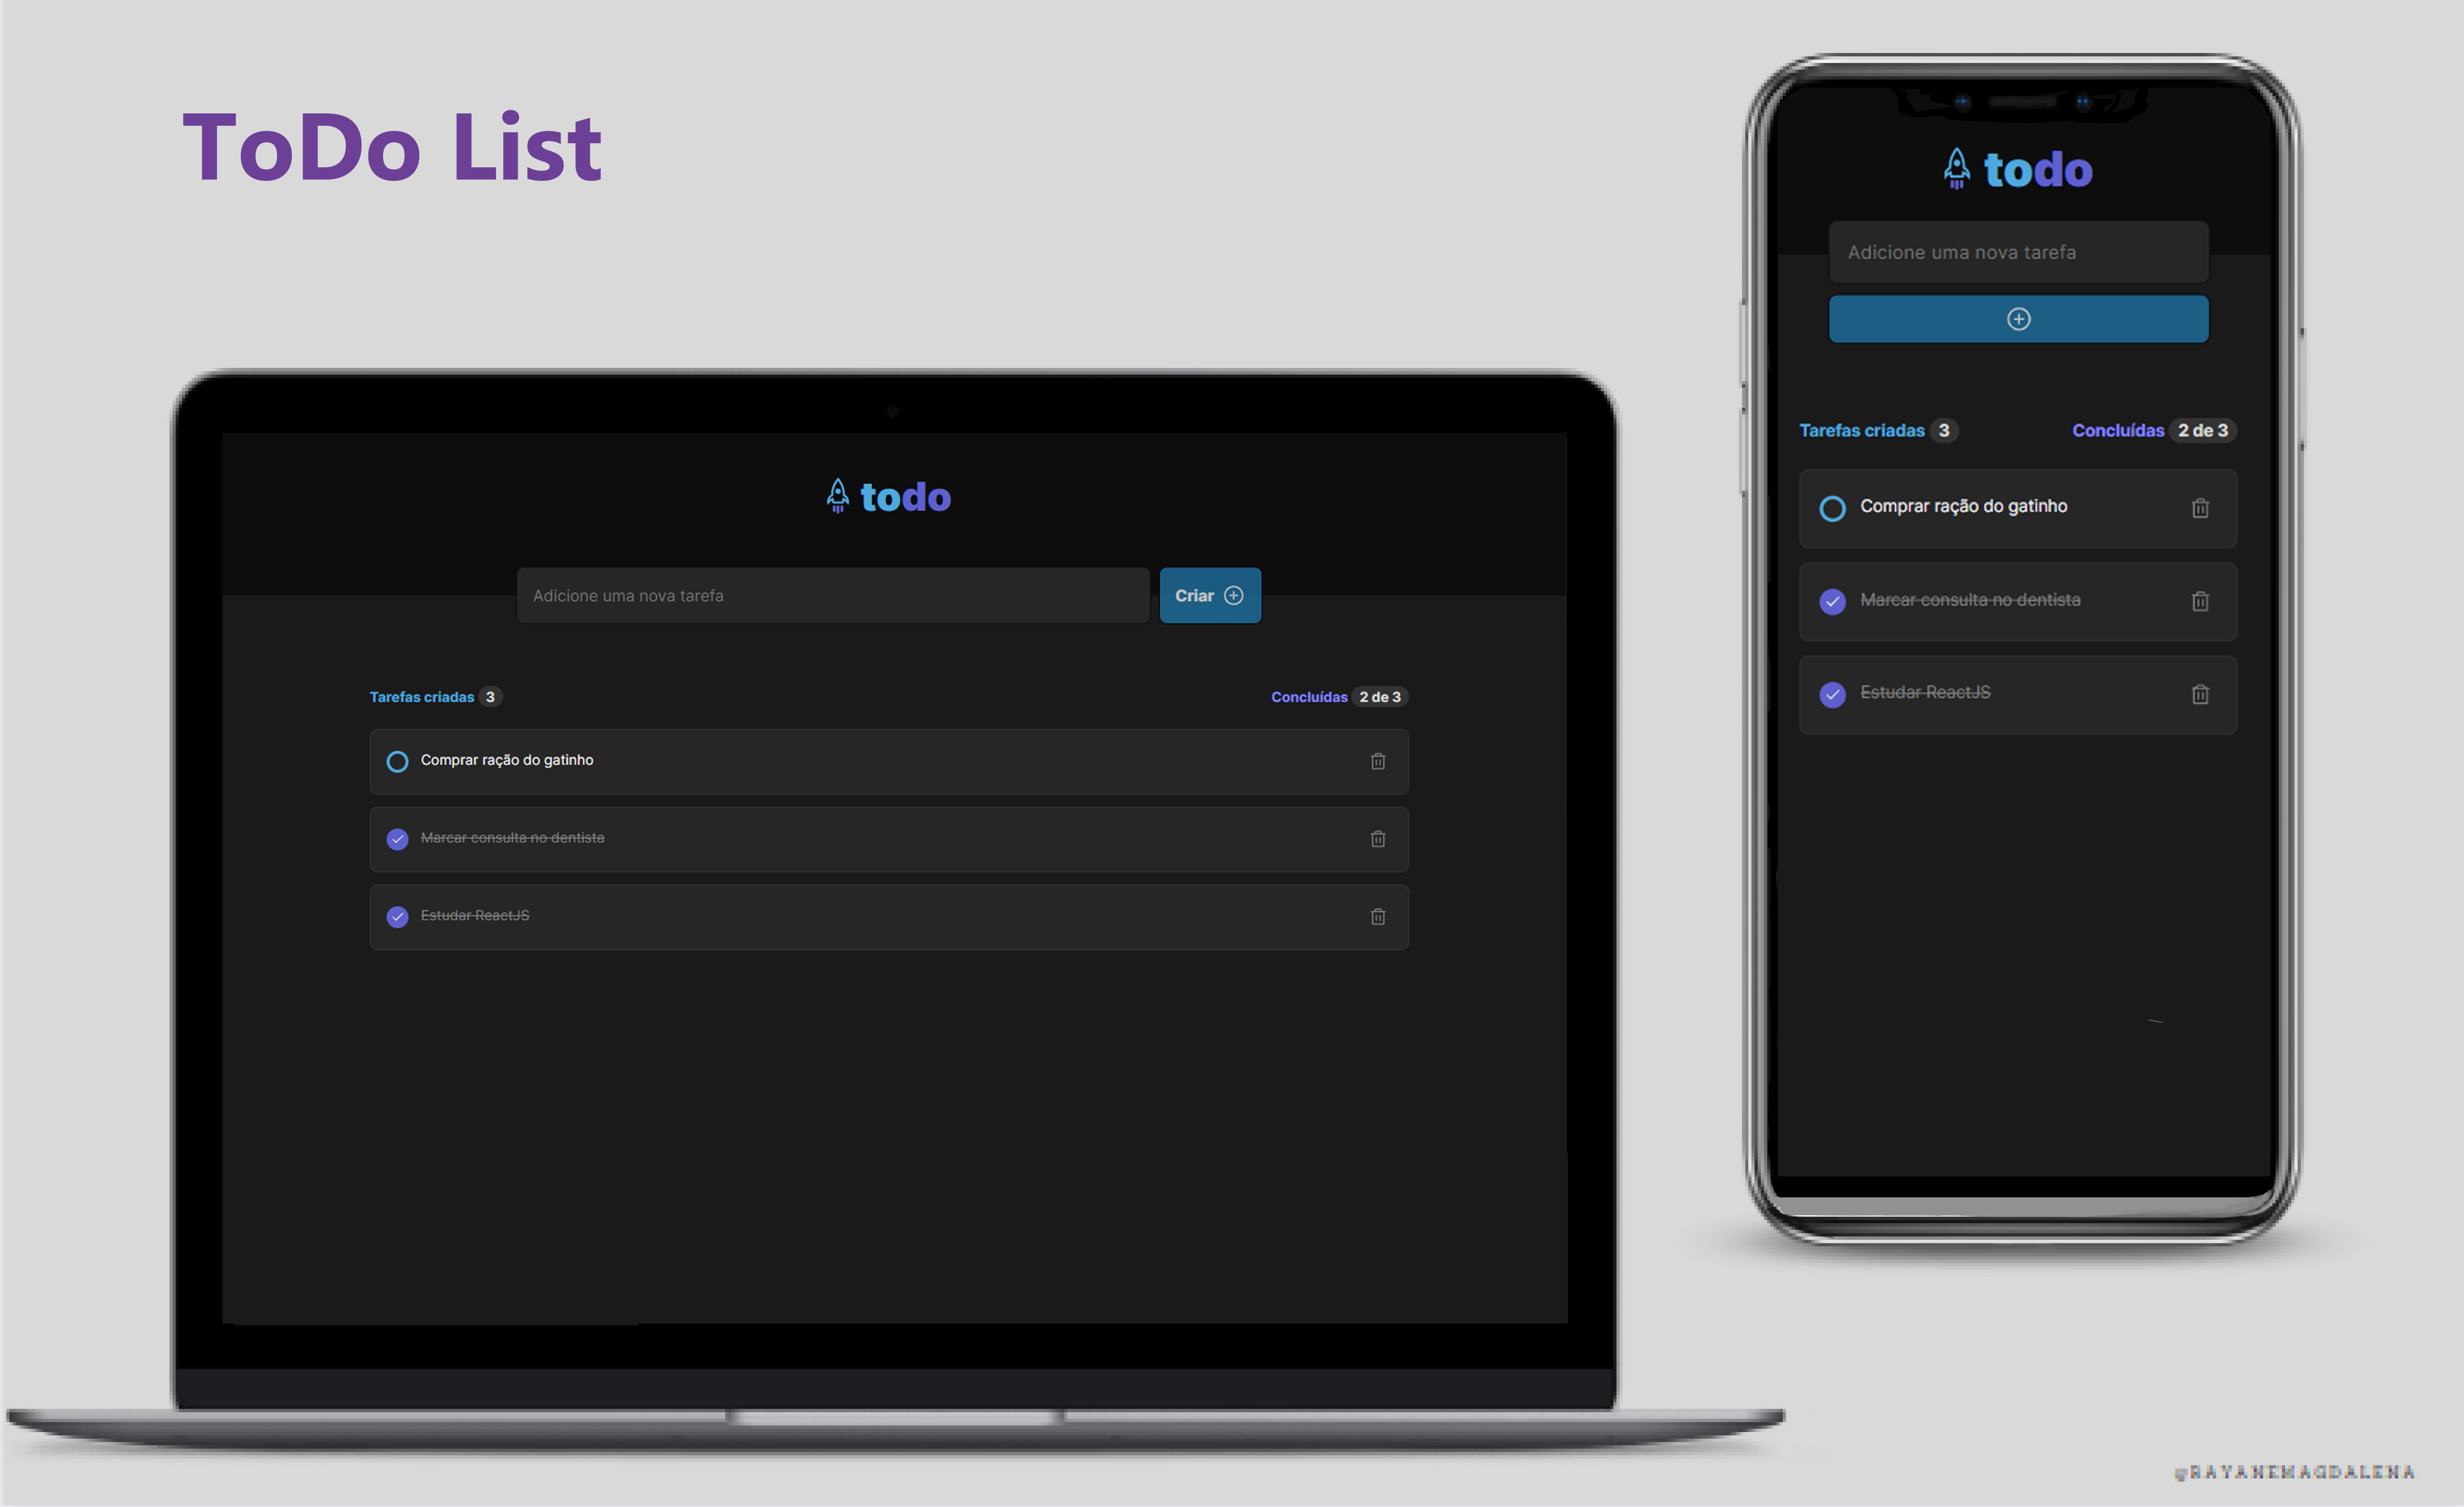 ToDo List
todo
Adicione uma nova tarefa
Criar
Tarefas criadas 3
Concluídas 2 de 3
Comprar ração do gatinho
Marcar consulta no dentista
Estudar ReactJS
todo
Adicione uma nova tarefa
Tarefas criadas 3
Concluídas 2 de 3
Comprar ração do gatinho
Marcar consulta no dentista
Estudar ReactJS
@RAYANEMAGDALENA